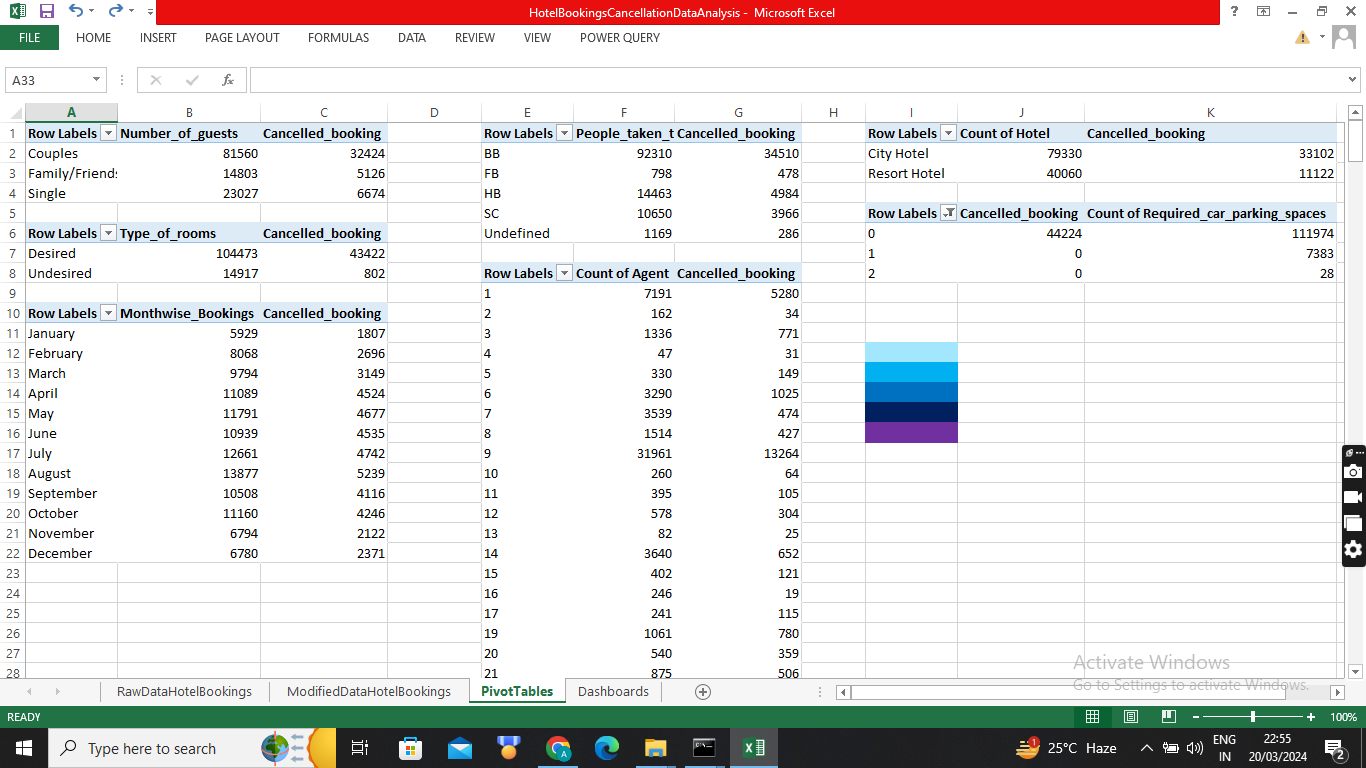 HotelBookingsCancellationDataAnalysis - Microsoft Excel
?
FILE HOME INSERT PAGE LAYOUT FORMULAS DATA REVIEW VIEW POWER QUERY
A33 fx
A B C D E F G H I J K
1 Row Labels Number_of_guests Cancelled_booking Row Labels People_taken_t Cancelled_booking Row Labels Count of Hotel Cancelled_booking
2 Couples 81560 32424 BB 92310 34510 City Hotel 79330 33102
3 Family/Friends 14803 5126 FB 798 478 Resort Hotel 40060 11122
4 Single 23027 6674 HB 14463 4984
5 SC 10650 3966 Row Labels Cancelled_booking Count of Required_car_parking_spaces
6 Row Labels Type_of_rooms Cancelled_booking Undefined 1169 286 0 44224 111974
7 Desired 104473 43422 1 0 7383
8 Undesired 14917 802 Row Labels Count of Agent Cancelled_booking 2 0 28
9 1 7191 5280
10 Row Labels Monthwise_Bookings Cancelled_booking 2 162 34
11 January 5929 1807 3 1336 771
12 February 8068 2696 4 47 31
13 March 9794 3149 5 330 149
14 April 11089 4524 6 3290 1025
15 May 11791 4677 7 3539 474
16 June 10939 4535 8 1514 427
17 July 12661 4742 9 31961 13264
18 August 13877 5239 10 260 64
19 September 10508 4116 11 395 105
20 October 11160 4246 12 578 304
21 November 6794 2122 13 82 25
22 December 6780 2371 14 3640 652
23 15 402 121
24 16 246 19
25 17 241 115
26 19 1061 780
27 20 540 359
28 21 875 506
Activate Windows
Go to Settings to activate Windows.
RawDataHotelBookings ModifiedDataHotelBookings PivotTables Dashboards
READY 100%
Type here to search 1 25°C Haze ENG IN 22:55 20/03/2024 2